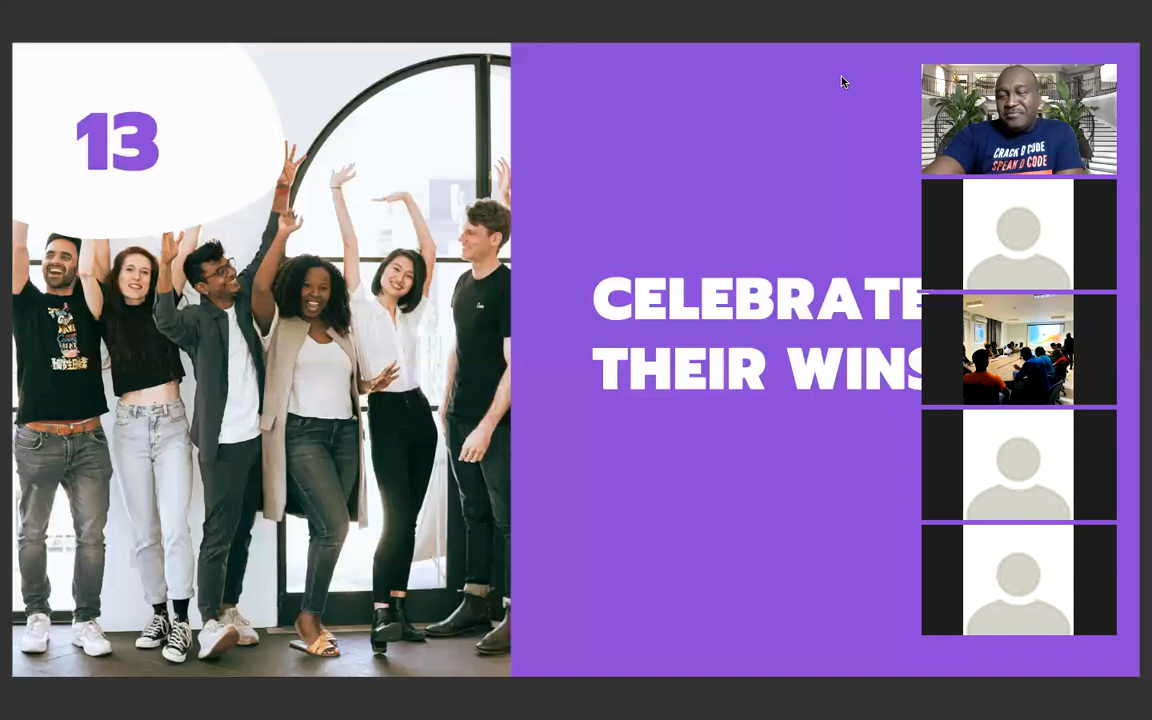 13
CELEBRATE
THEIR WINS
CRACK D CODE
SPEAK D CODE